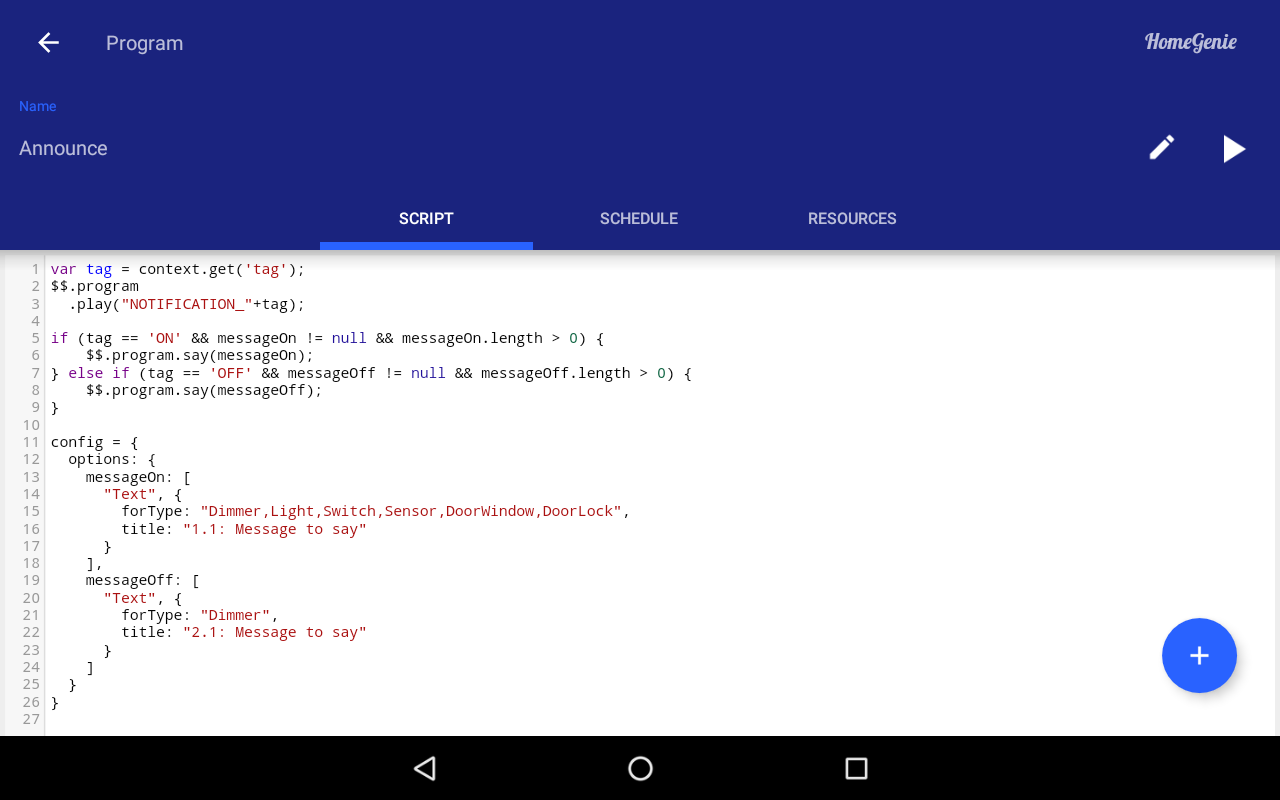 Program
HomeGenie
Name
Announce
SCRIPT SCHEDULE RESOURCES
1 var tag = context.get('tag');
2 $$.program
3   .play("NOTIFICATION_"+tag);
4
5 if (tag == 'ON' && messageOn != null && messageOn.length > 0) {
6     $$.program.say(messageOn);
7 } else if (tag == 'OFF' && messageOff != null && messageOff.length > 0) {
8     $$.program.say(messageOff);
9 }
10
11 config = {
12   options: {
13     messageOn: [
14       "Text", {
15         forType: "Dimmer,Light,Switch,Sensor,DoorWindow,DoorLock",
16         title: "1.1: Message to say"
17       }
18     ],
19     messageOff: [
20       "Text", {
21         forType: "Dimmer",
22         title: "2.1: Message to say"
23       }
24     ]
25   }
26 }
27